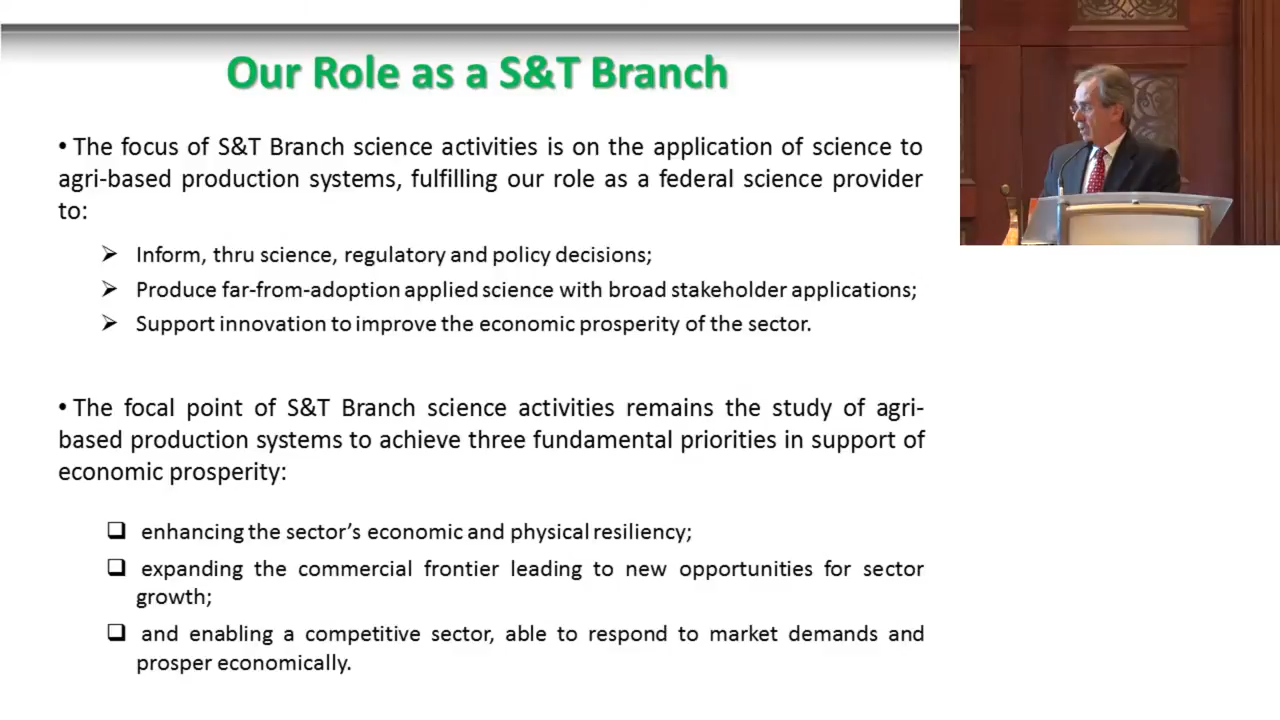 Our Role as a S&T Branch
• The focus of S&T Branch science activities is on the application of science to
agri-based production systems, fulfilling our role as a federal science provider
to:
➢ Inform, thru science, regulatory and policy decisions;
➢ Produce far-from-adoption applied science with broad stakeholder applications;
➢ Support innovation to improve the economic prosperity of the sector.
• The focal point of S&T Branch science activities remains the study of agri-
based production systems to achieve three fundamental priorities in support of
economic prosperity:
❑ enhancing the sector’s economic and physical resiliency;
❑ expanding the commercial frontier leading to new opportunities for sector
growth;
❑ and enabling a competitive sector, able to respond to market demands and
prosper economically.